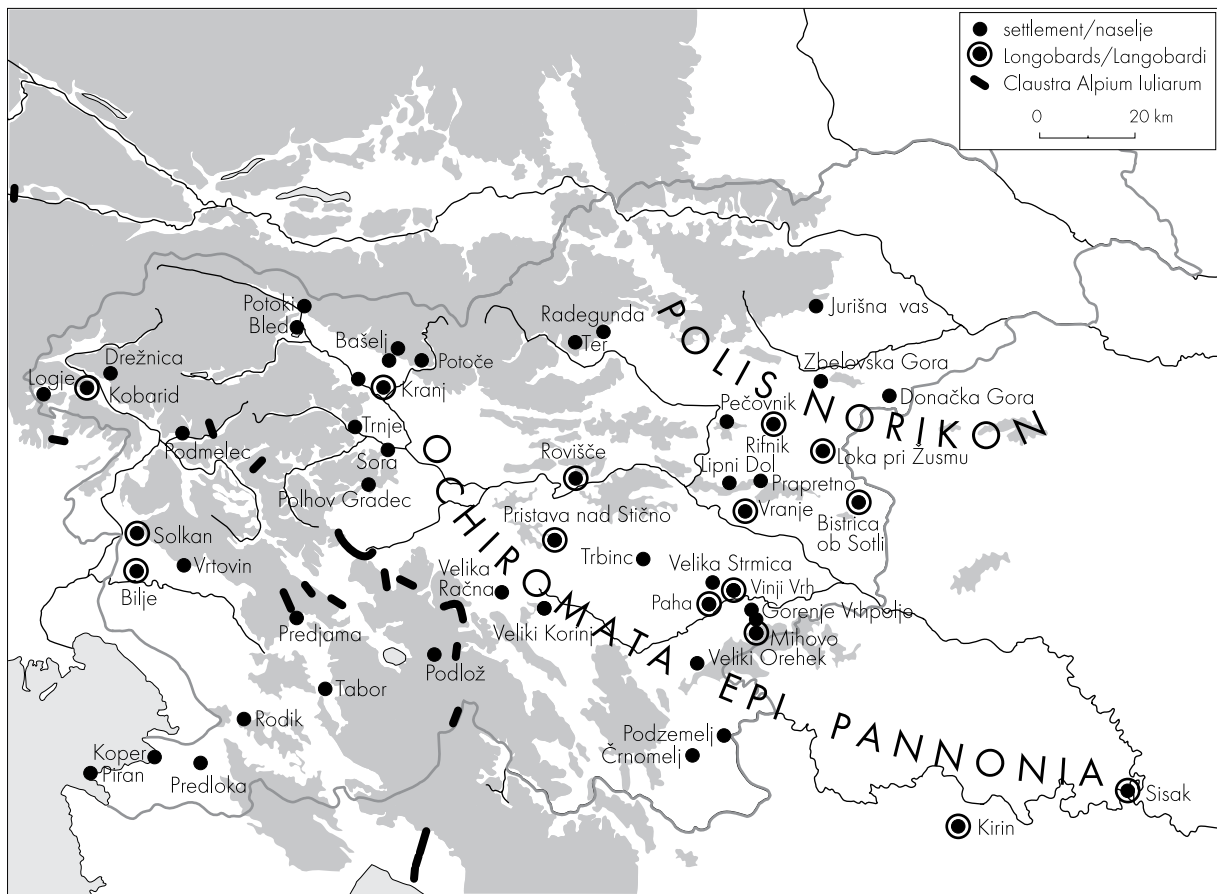 settlement/naselje
Longobards/Langobardi
Claustra Alpium Iuliarum
0 20 km
Potoki
Bled
Bašelj
Potoče
Radegunda
Ter
Jurišna vas
POLIS NORIKON
Drežnica
Logje
Kobarid
Kranj
Zbelovska Gora
Donačka Gora
Pečovnik
Rifnik
Trnje
Podmelec
Sora
Rovišče
Loka pri Žusmu
Lipni Dol
Prapretno
Polhov Gradec
Vranje
Bistrica
ob Sotli
Pristava nad Stično
Solkan
Vrtovin
Bilje
OCHIROMATA EPI PANNONIA
Trbinc
Velika Strmica
Velika
Račna
Vinji Vrh
Paha
Gorenje Vrhpolje
Veliki Korinj
Mihovo
Predjama
Podlož
Veliki Orehek
Tabor
Rodik
Podzemelj
Črnomelj
Koper
Piran
Predloka
Sisak
Kirin